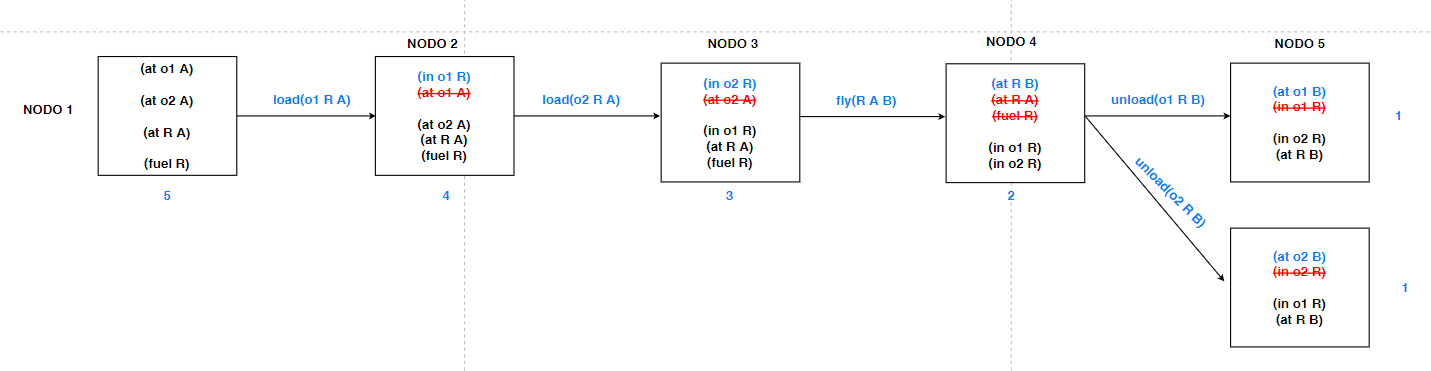 NODO 1
(at o1 A)
(at o2 A)
(at R A)
(fuel R)
5
load(o1 R A)
NODO 2
(in o1 R)
(at o1 A)
(at o2 A)
(at R A)
(fuel R)
4
load(o2 R A)
NODO 3
(in o2 R)
(at o2 A)
(in o1 R)
(at R A)
(fuel R)
3
fly(R A B)
NODO 4
(at R B)
(at R A)
(fuel R)
(in o1 R)
(in o2 R)
2
unload(o1 R B)
NODO 5
(at o1 B)
(in o1 R)
(in o2 R)
(at R B)
1
unload(o2 R B)
(at o2 B)
(in o2 R)
(in o1 R)
(at R B)
1